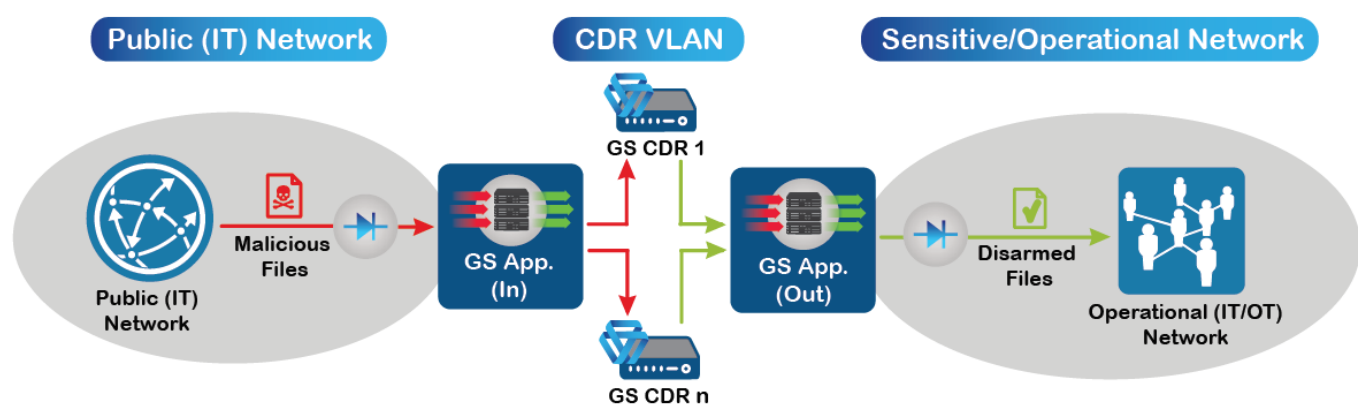 Public (IT) Network
CDR VLAN
Sensitive/Operational Network
GS CDR 1
Malicious
Files
Public (IT)
Network
GS App.
(In)
GS App.
(Out)
Disarmed
Files
Operational (IT/OT)
Network
GS CDR n